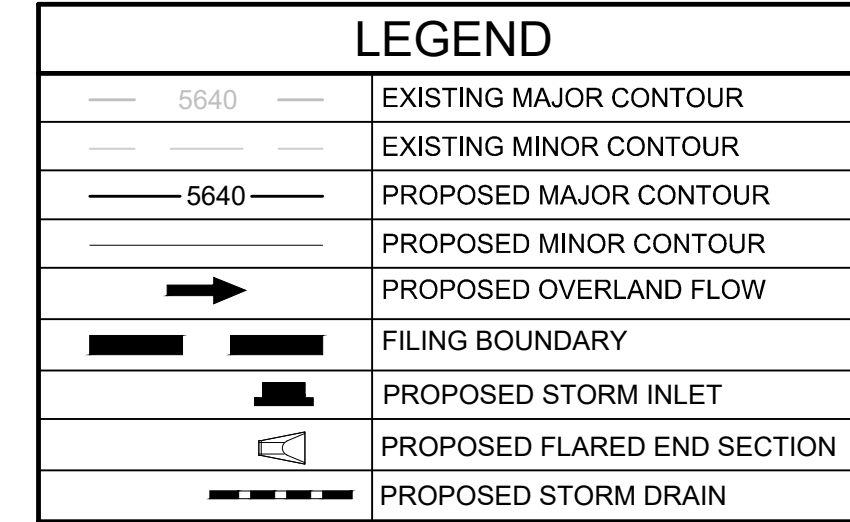 LEGEND
5640 EXISTING MAJOR CONTOUR
EXISTING MINOR CONTOUR
5640 PROPOSED MAJOR CONTOUR
PROPOSED MINOR CONTOUR
PROPOSED OVERLAND FLOW
FILING BOUNDARY
PROPOSED STORM INLET
PROPOSED FLARED END SECTION
PROPOSED STORM DRAIN